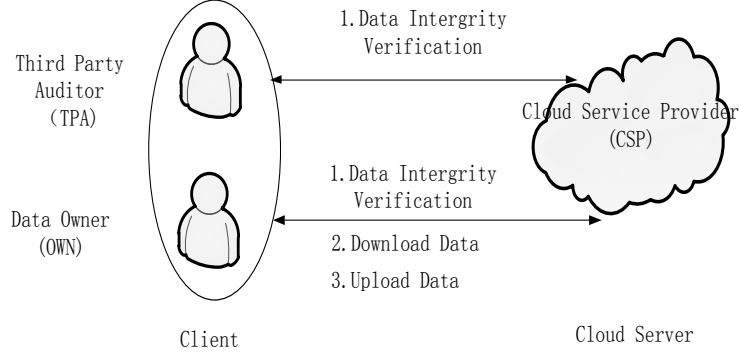 1.Data Intergrity
Verification
Third Party
Auditor
(TPA)
Cloud Service Provider
(CSP)
1.Data Intergrity
Verification
Data Owner
(OWN)
2.Download Data
3.Upload Data
Client
Cloud Server